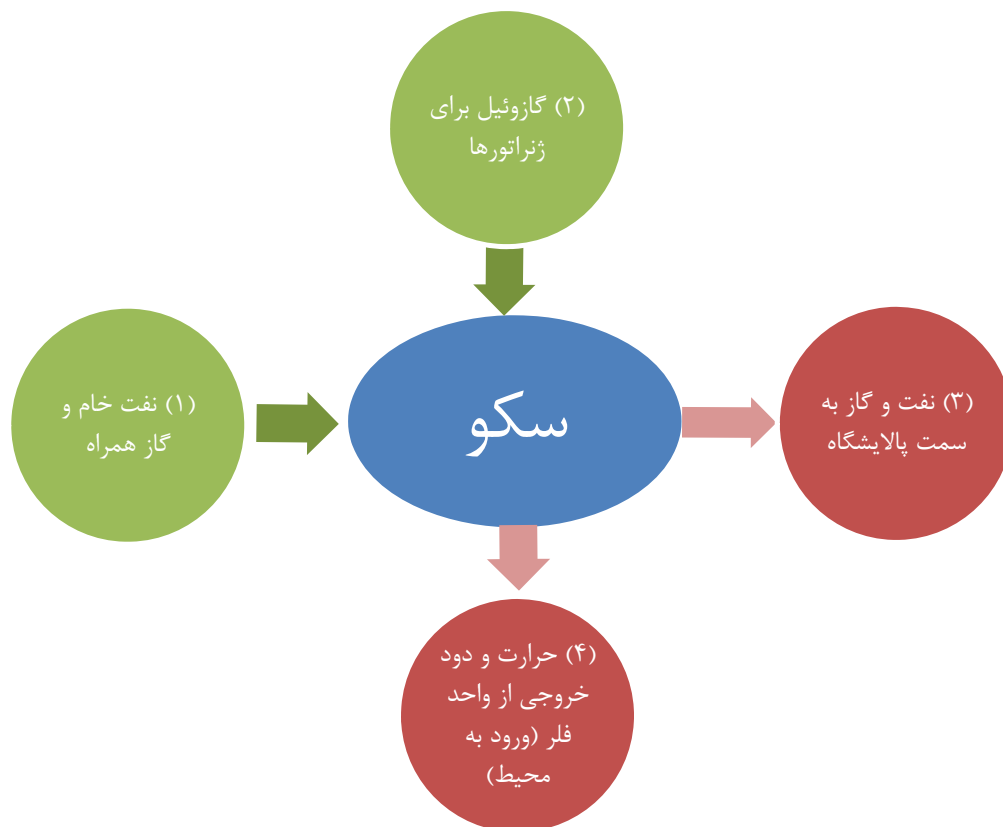 (۲) گازوئیل برای
ژنراتورها
(۱) نفت خام و
گاز همراه
سکو
(۳) نفت و گاز به
سمت پالایشگاه
(۴) حرارت و دود
خروجی از واحد
فلر (ورود به
محیط)